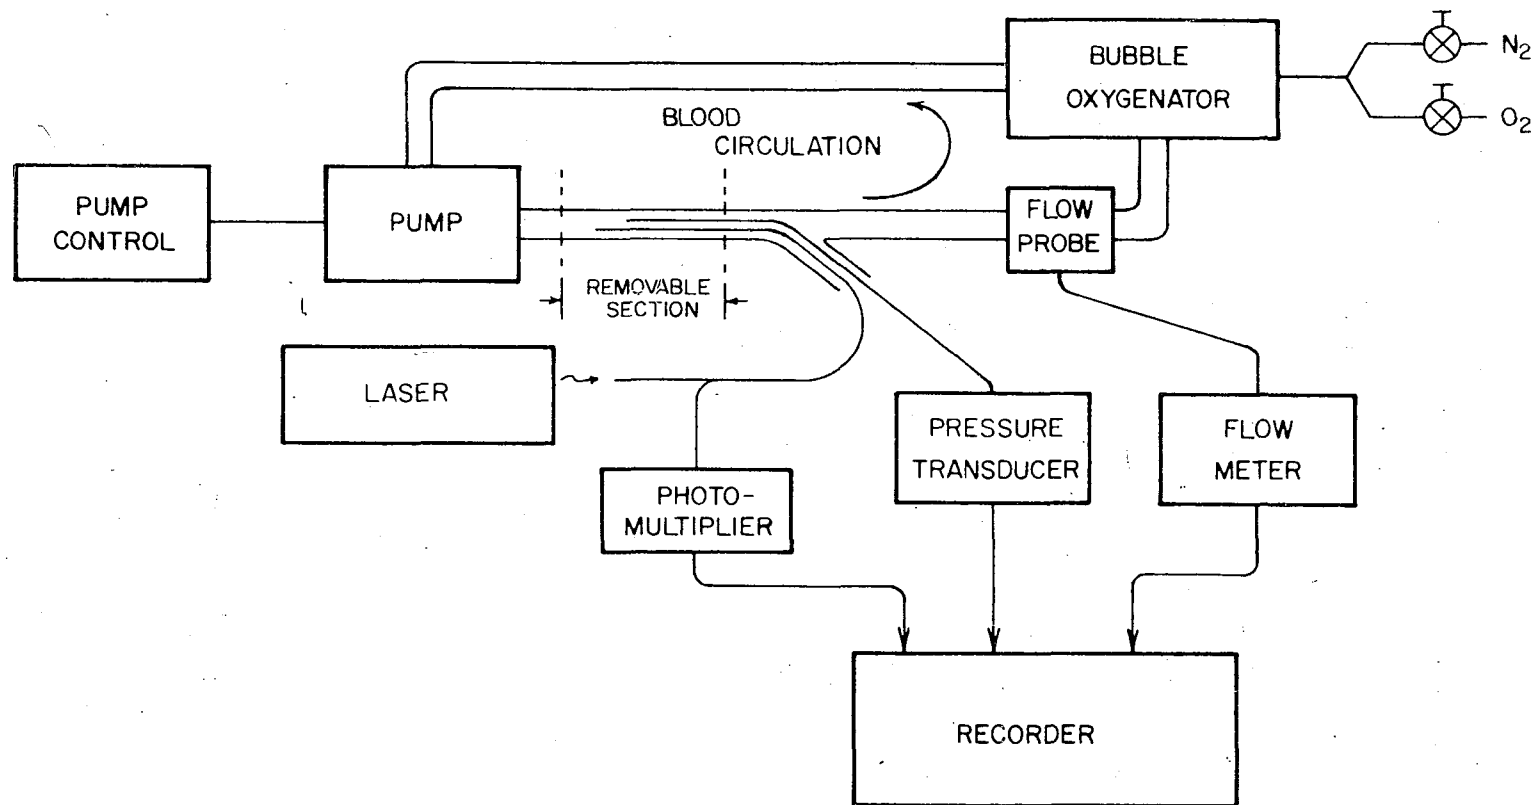 BUBBLE
OXYGENATOR
N2
O2
BLOOD
CIRCULATION
PUMP
CONTROL
PUMP
FLOW
PROBE
REMOVABLE
SECTION
LASER
PRESSURE
TRANSDUCER
FLOW
METER
PHOTO-
MULTIPLIER
RECORDER